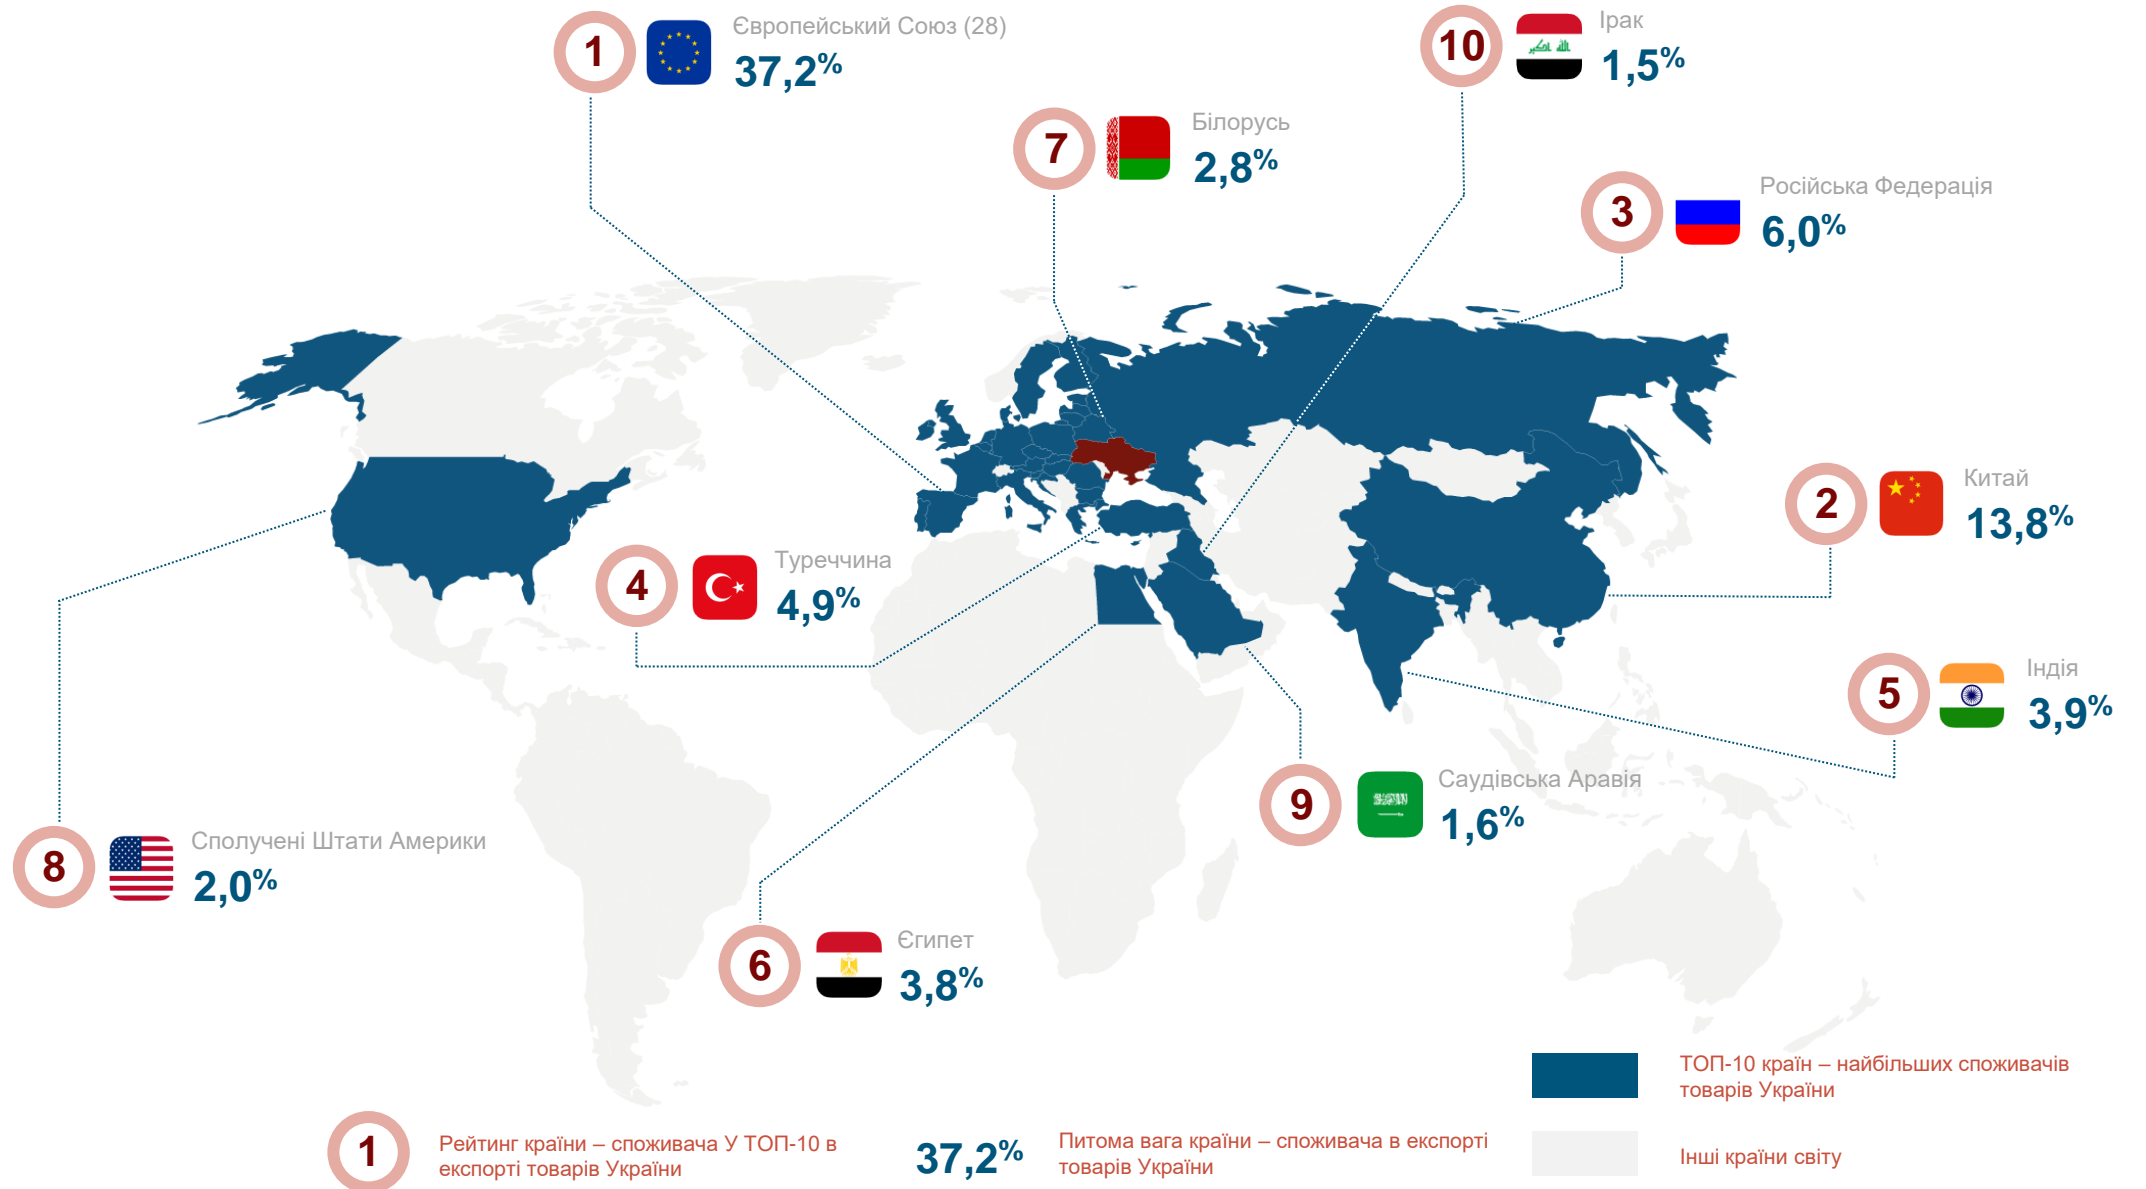 1
Європейський Союз (28)
37,2%
10
Ірак
1,5%
7
Білорусь
2,8%
3
Російська Федерація
6,0%
2
Китай
13,8%
4
Туреччина
4,9%
5
Індія
3,9%
9
Саудівська Аравія
1,6%
8
Сполучені Штати Америки
2,0%
6
Єгипет
3,8%
ТОП-10 країн – найбільших споживачів
товарів України
1
Рейтинг країни – споживача У ТОП-10 в
експорті товарів України
37,2%
Питома вага країни – споживача в експорті
товарів України
Інші країни світу